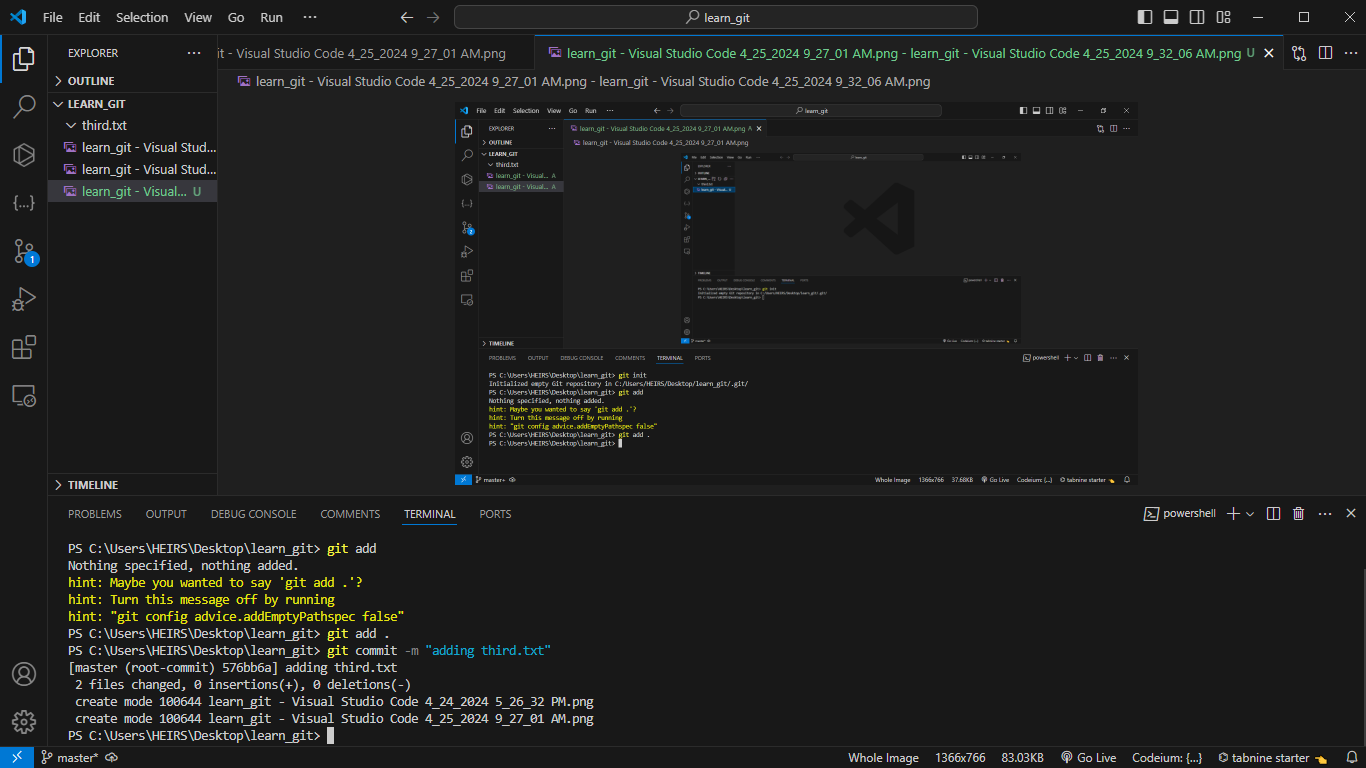 File Edit Selection View Go Run ··· learn_git
EXPLORER ···
OUTLINE
LEARN_GIT
third.txt
learn_git - Visual Stud...
learn_git - Visual Stud...
learn_git - Visual... U
1
TIMELINE
it - Visual Studio Code 4_25_2024 9_27_01 AM.png
learn_git - Visual Studio Code 4_25_2024 9_27_01 AM.png - learn_git - Visual Studio Code 4_25_2024 9_32_06 AM.png U
learn_git - Visual Studio Code 4_25_2024 9_27_01 AM.png - learn_git - Visual Studio Code 4_25_2024 9_32_06 AM.png
File Edit Selection View Go Run ··· learn_git
EXPLORER ···
OUTLINE
LEARN_GIT
third.txt
learn_git - Visual... A
learn_git - Visual... A
2
TIMELINE
learn_git - Visual Studio Code 4_25_2024 9_27_01 AM.png A
learn_git - Visual Studio Code 4_25_2024 9_27_01 AM.png
PROBLEMS OUTPUT DEBUG CONSOLE COMMENTS TERMINAL PORTS powershell
PS C:\Users\HEIRS\Desktop\learn_git> git init
Initialized empty Git repository in C:/Users/HEIRS/Desktop/learn_git/.git/
PS C:\Users\HEIRS\Desktop\learn_git> git add
Nothing specified, nothing added.
hint: Maybe you wanted to say 'git add .'?
hint: Turn this message off by running
hint: "git config advice.addEmptyPathspec false"
PS C:\Users\HEIRS\Desktop\learn_git> git add .
PS C:\Users\HEIRS\Desktop\learn_git>
master+ Whole Image 1366x766 37.68KB Go Live Codeium: {...} tabnine starter
PROBLEMS OUTPUT DEBUG CONSOLE COMMENTS TERMINAL PORTS powershell
PS C:\Users\HEIRS\Desktop\learn_git> git add
Nothing specified, nothing added.
hint: Maybe you wanted to say 'git add .'?
hint: Turn this message off by running
hint: "git config advice.addEmptyPathspec false"
PS C:\Users\HEIRS\Desktop\learn_git> git add .
PS C:\Users\HEIRS\Desktop\learn_git> git commit -m "adding third.txt"
[master (root-commit) 576bb6a] adding third.txt
2 files changed, 0 insertions(+), 0 deletions(-)
create mode 100644 learn_git - Visual Studio Code 4_24_2024 5_26_32 PM.png
create mode 100644 learn_git - Visual Studio Code 4_25_2024 9_27_01 AM.png
PS C:\Users\HEIRS\Desktop\learn_git>
master* Whole Image 1366x766 83.03KB Go Live Codeium: {...} tabnine starter